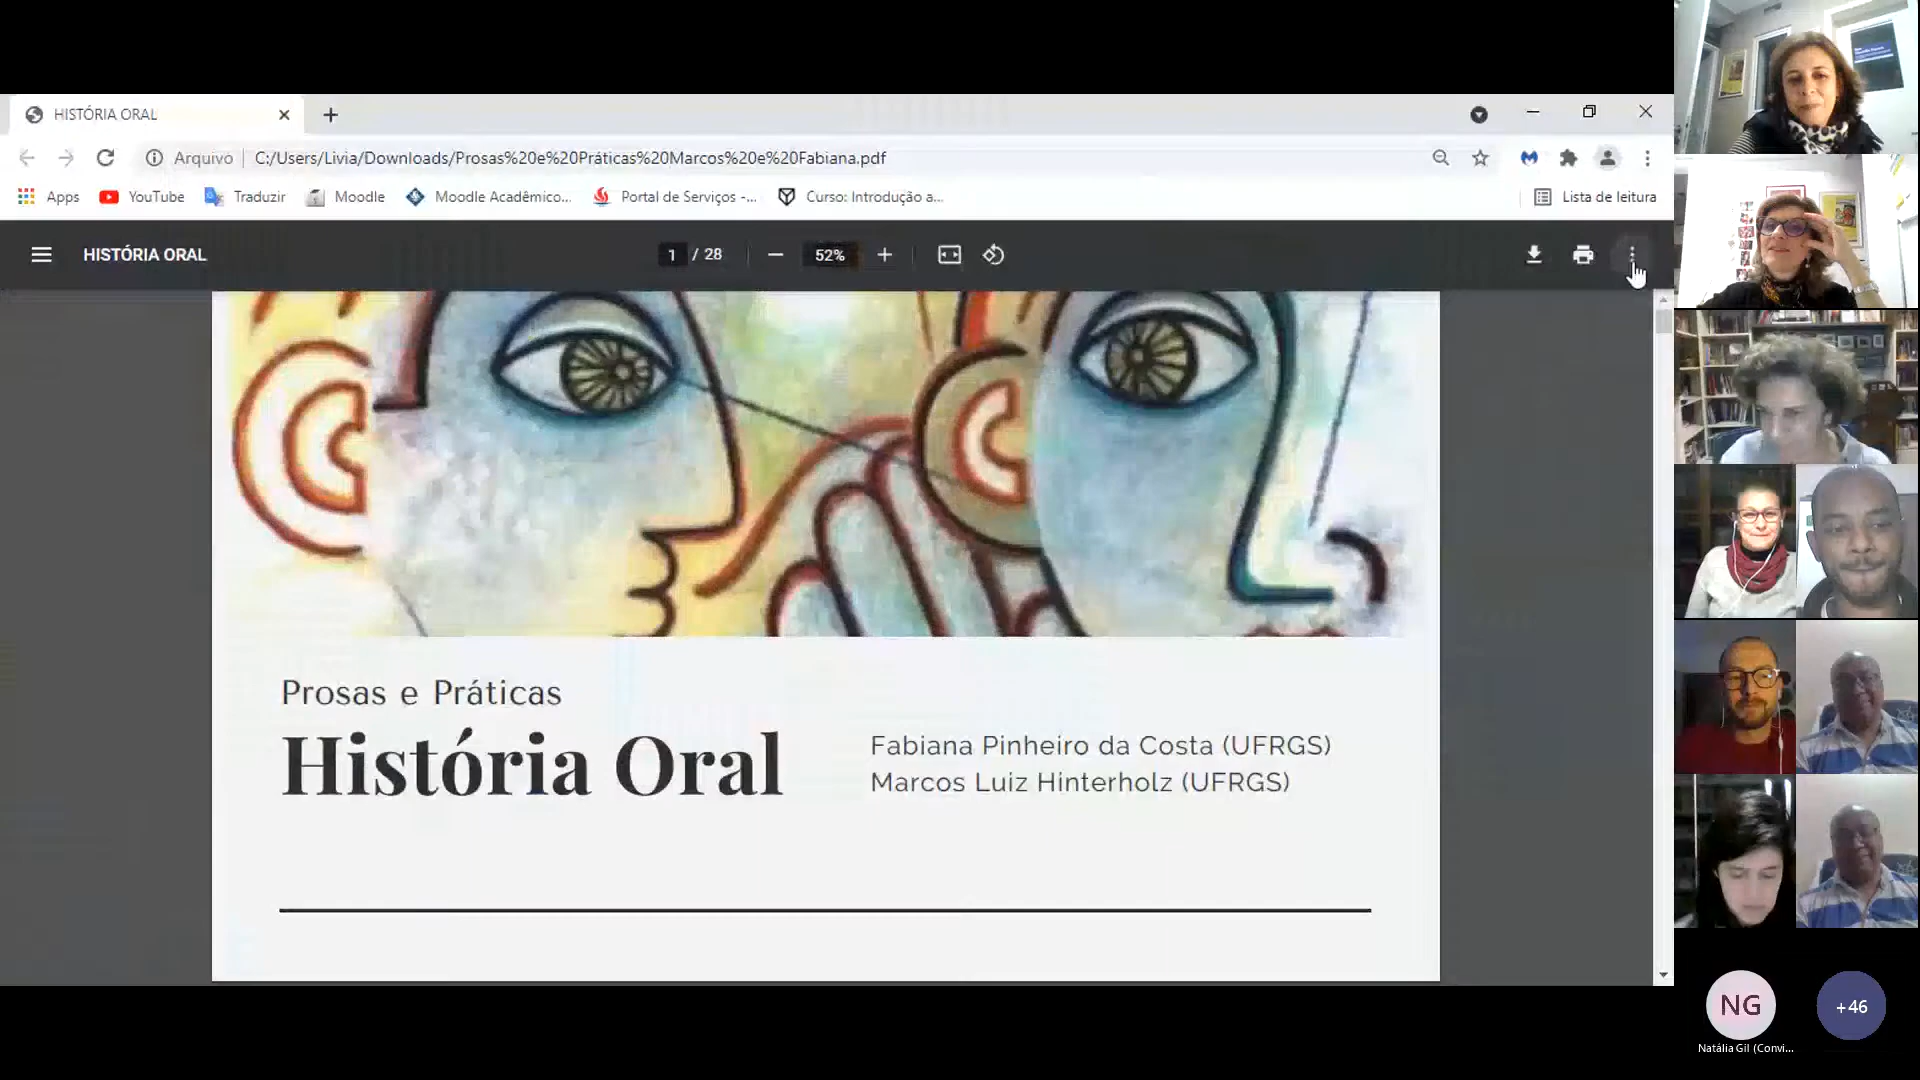 HISTÓRIA ORAL
Arquivo
C:/Users/Livia/Downloads/Prosas%20e%20Práticas%20Marcos%20e%20Fabiana.pdf
Apps
YouTube
Traduzir
Moodle
Moodle Acadêmico...
Portal de Serviços -...
Curso: Introdução a...
Lista de leitura
HISTÓRIA ORAL
1 / 28
52%
Prosas e Práticas
História Oral
Fabiana Pinheiro da Costa (UFRGS)
Marcos Luiz Hinterholz (UFRGS)
NG
+46
Natália Gil (Convi...